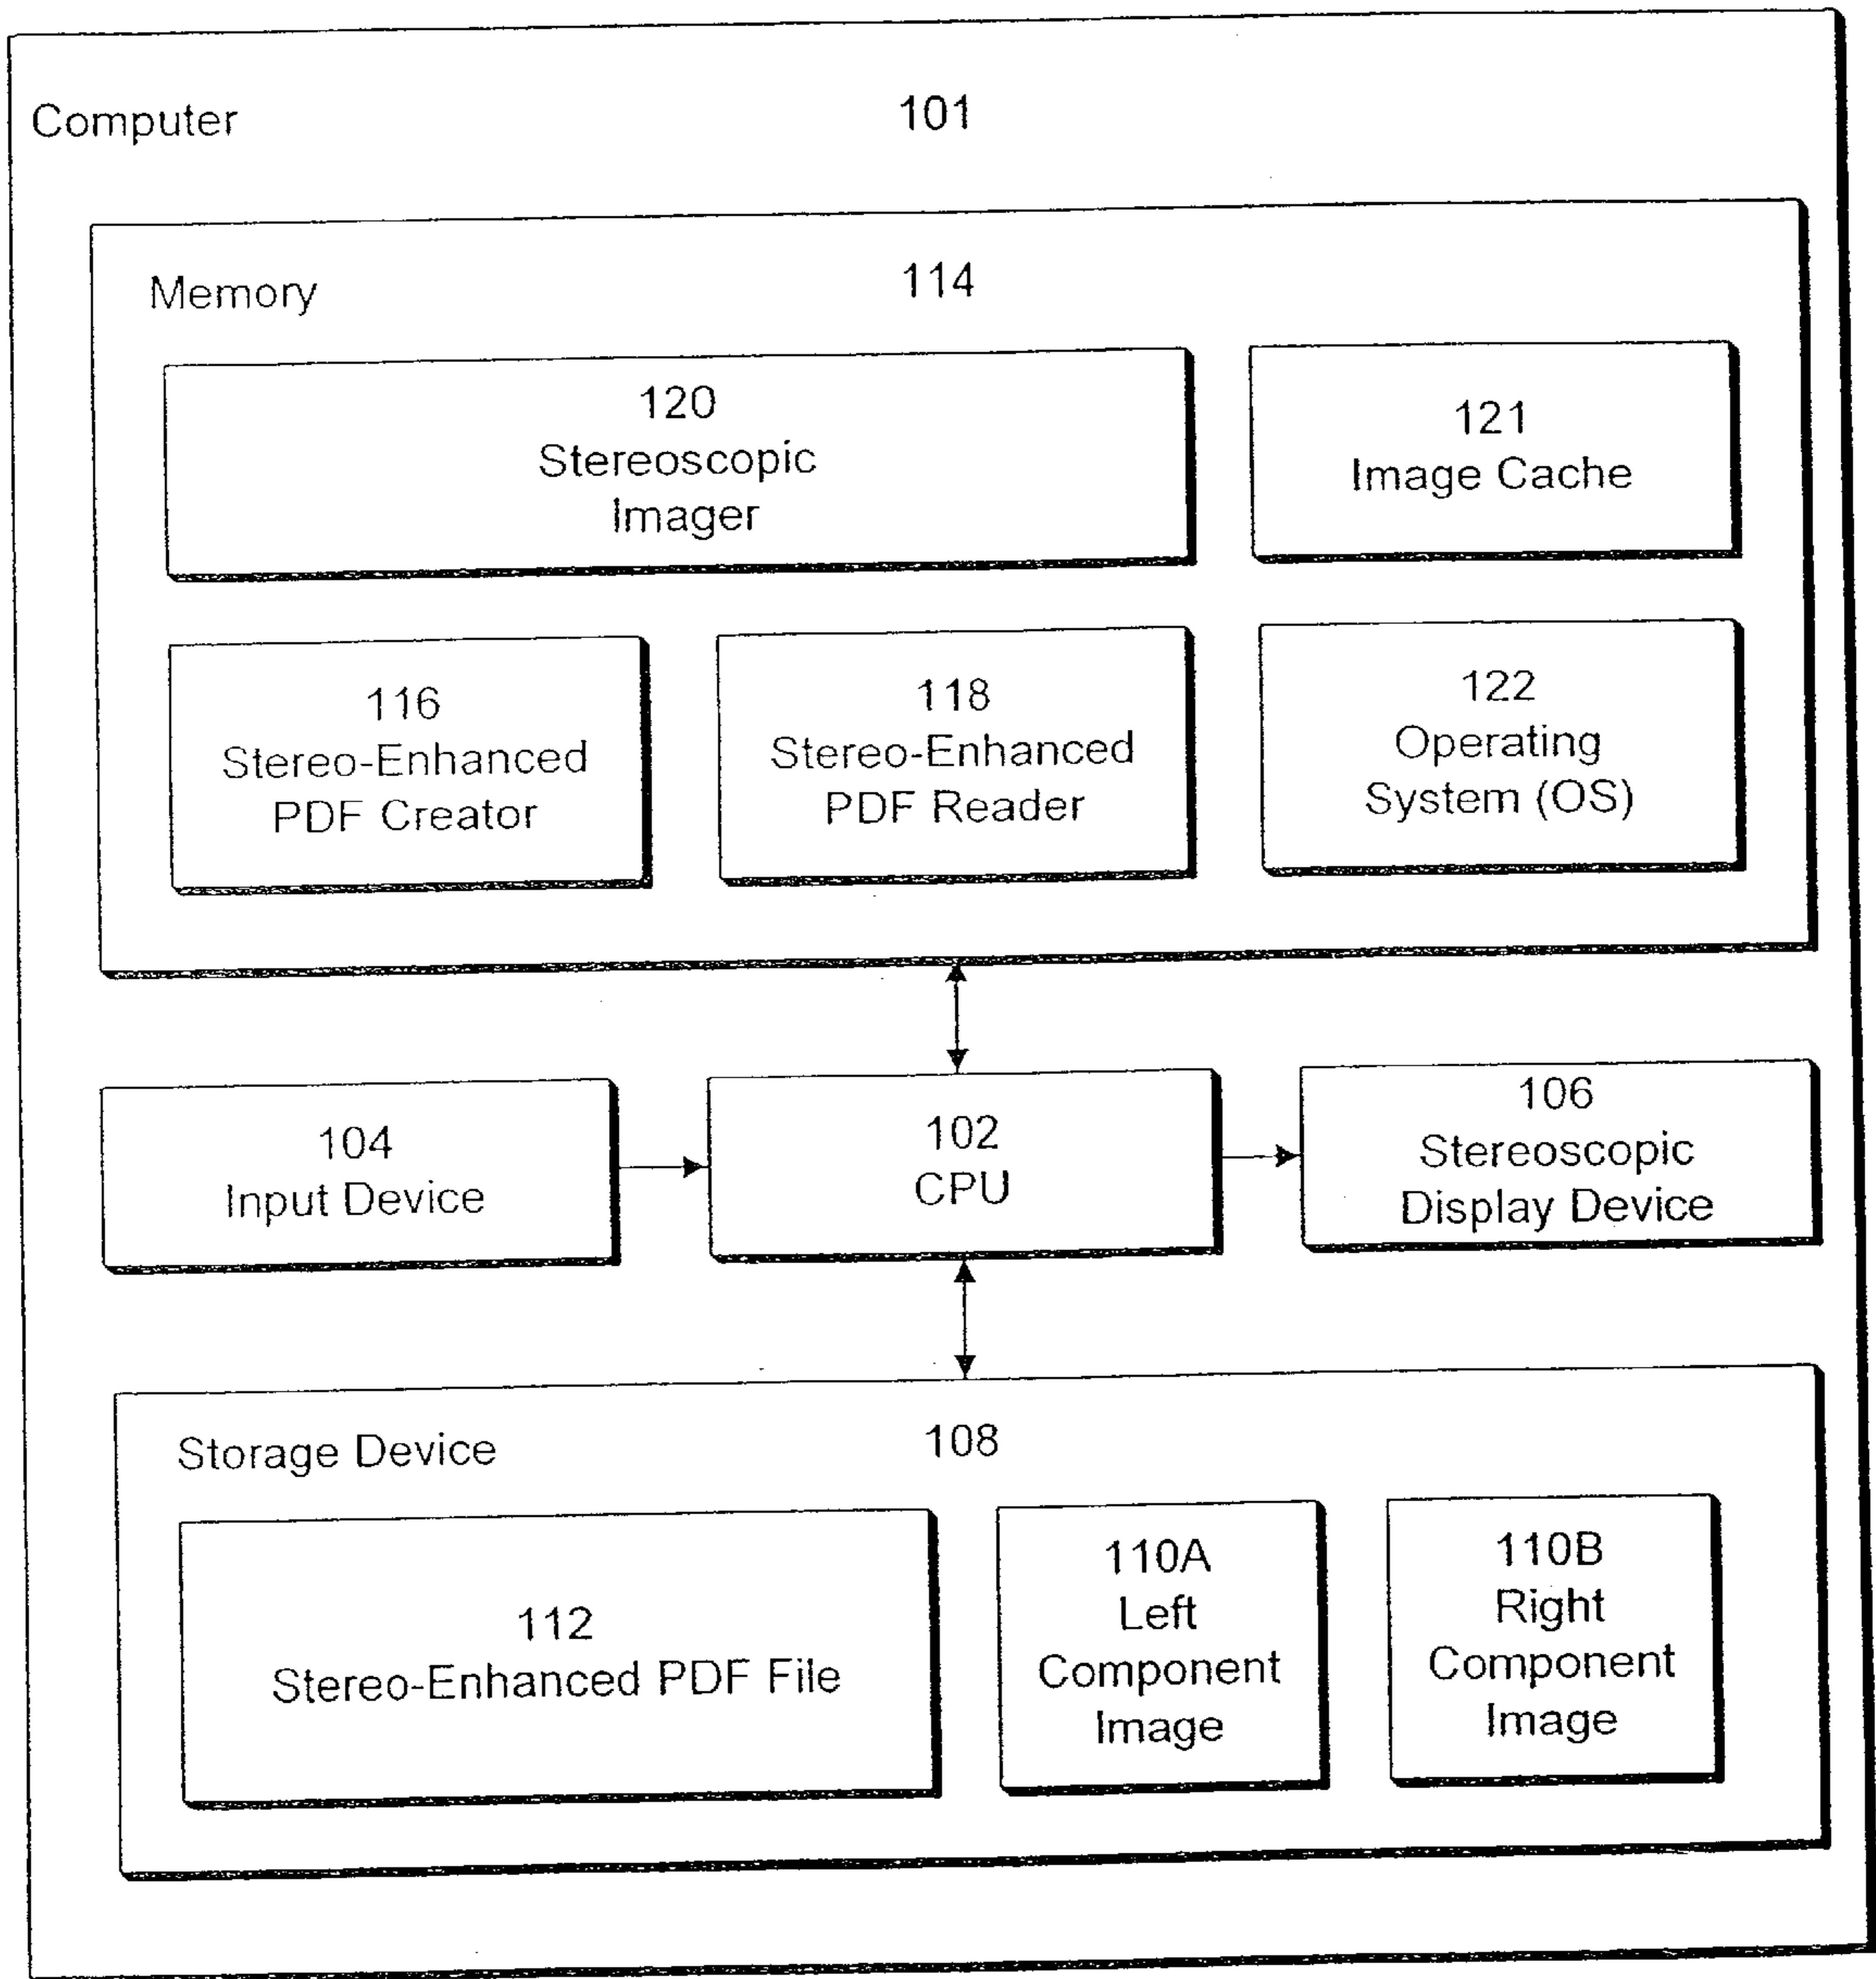 Computer 101
Memory 114
120
Stereoscopic
Imager
121
Image Cache
116
Stereo-Enhanced
PDF Creator
118
Stereo-Enhanced
PDF Reader
122
Operating
System (OS)
104
Input Device
102
CPU
106
Stereoscopic
Display Device
Storage Device 108
112
Stereo-Enhanced PDF File
110A
Left
Component
Image
110B
Right
Component
Image